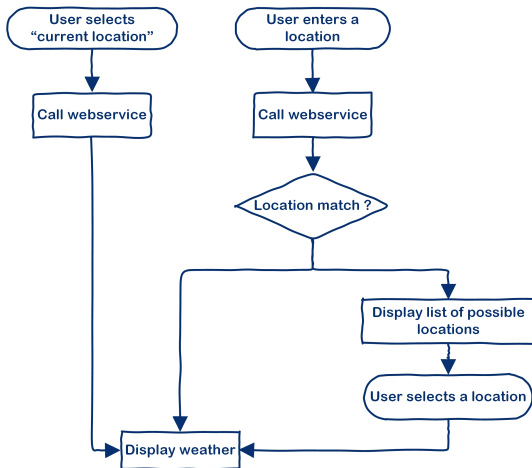 User selects
“current location”
User enters a
location
Call webservice
Call webservice
Location match ?
Display list of possible
locations
User selects a location
Display weather